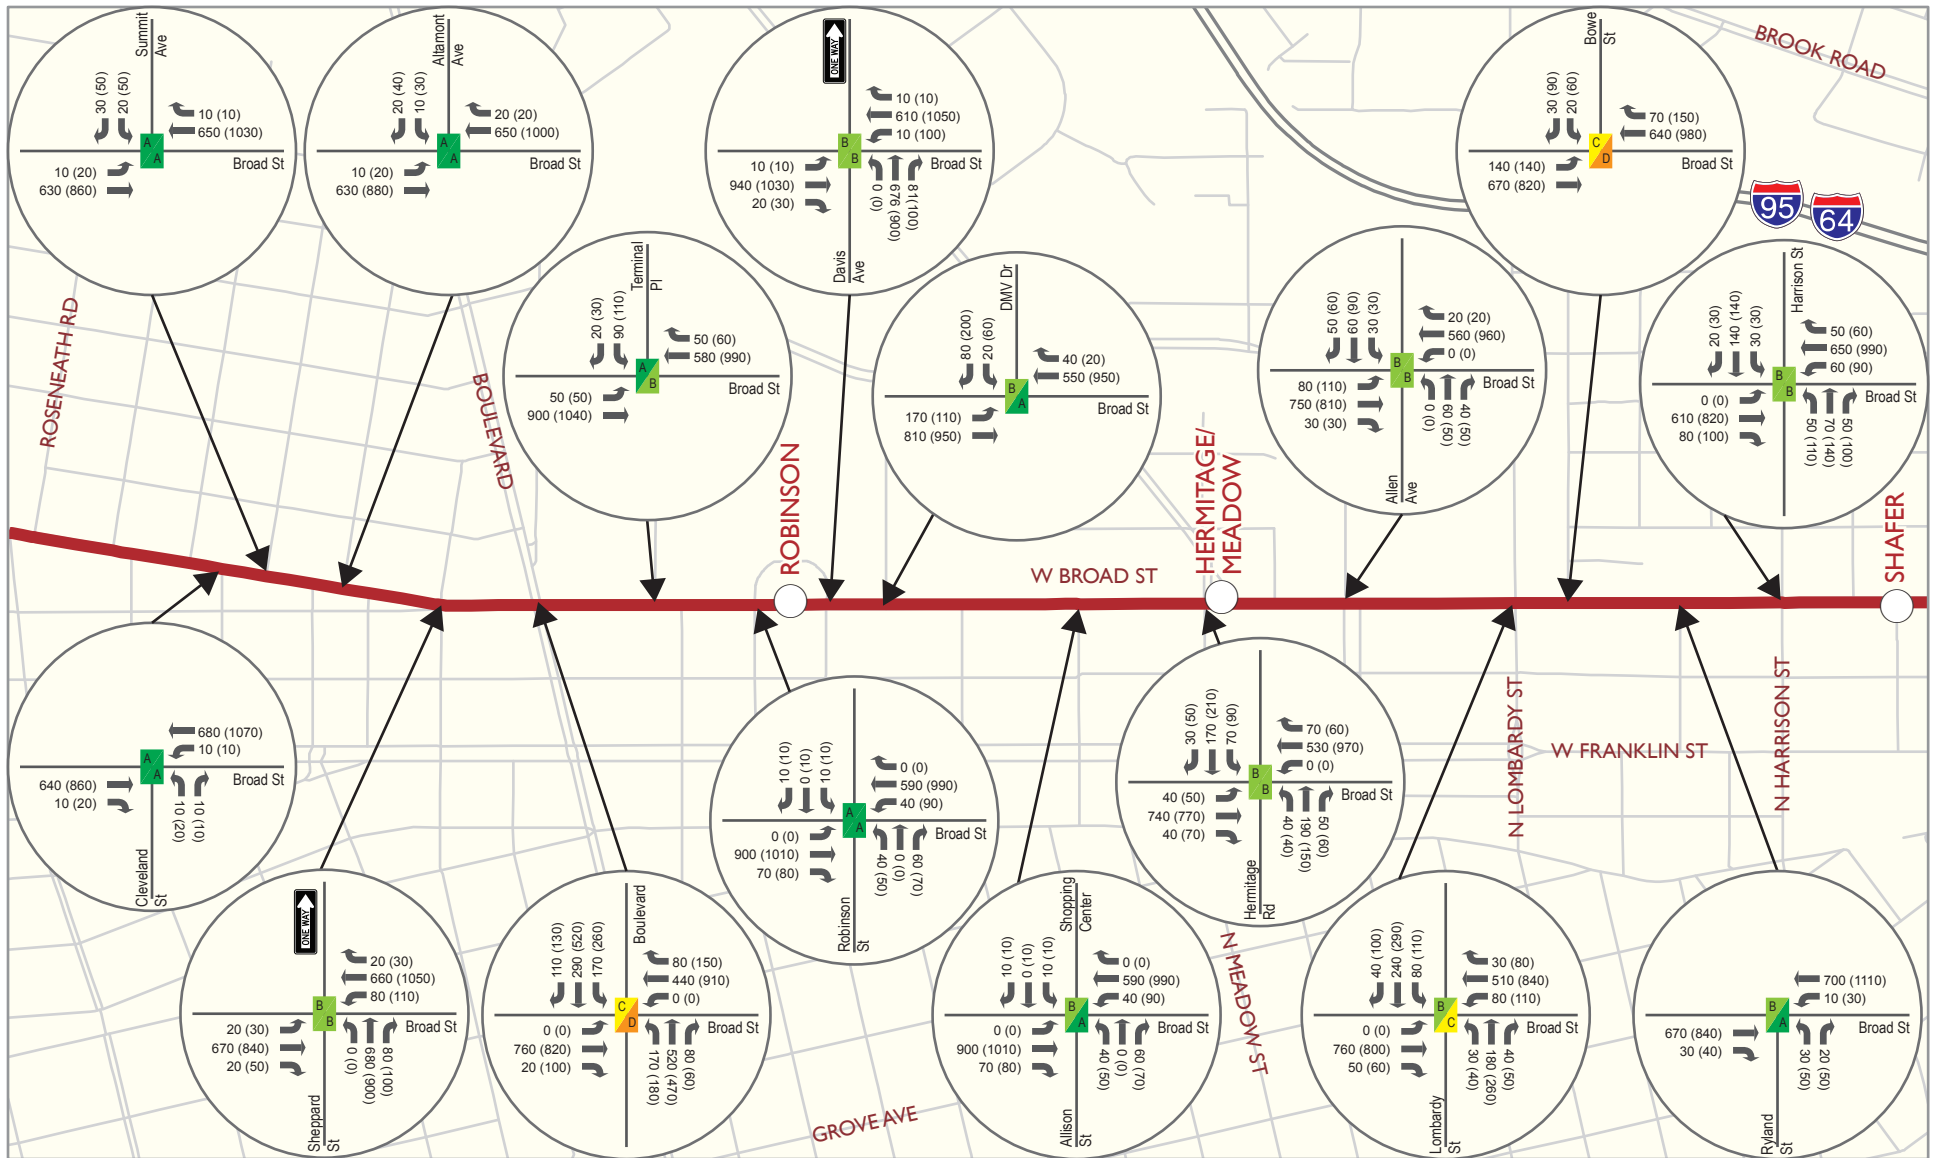 Summit
Ave
30 (50)
20 (50)
10 (10)
650 (1030)
A
A
Broad St
10 (20)
630 (860)
Altamont
Ave
20 (40)
10 (30)
20 (20)
650 (1000)
A
A
Broad St
10 (20)
630 (880)
ONE WAY
10 (10)
610 (1050)
10 (100)
B
B
Broad St
10 (10)
940 (1030)
20 (30)
0 (0)
676 (900)
81(100)
Davis
Ave
Bowe
St
30 (90)
20 (60)
70 (150)
640 (980)
C
D
Broad St
140 (140)
670 (820)
BROOK ROAD
95
64
Terminal
Pl
20 (30)
90 (110)
50 (60)
580 (990)
A
B
Broad St
50 (50)
900 (1040)
DMV Dr
80 (200)
20 (60)
40 (20)
550 (950)
B
A
Broad St
170 (110)
810 (950)
50 (60)
60 (90)
30 (30)
20 (20)
560 (960)
0 (0)
B
B
Broad St
80 (110)
750 (810)
30 (30)
0 (0)
60 (50)
40 (50)
Allen
Ave
Harrison St
20 (30)
140 (140)
30 (30)
50 (60)
650 (990)
60 (90)
B
B
Broad St
0 (0)
610 (820)
80 (100)
50 (110)
70 (140)
50 (100)
ROSENEATH RD
BOULEVARD
ROBINSON
HERMITAGE/
MEADOW
SHAFER
W BROAD ST
680 (1070)
10 (10)
A
A
Broad St
640 (860)
10 (20)
10 (20)
10 (10)
Cleveland
St
10 (10)
0 (10)
10 (10)
0 (0)
590 (990)
40 (90)
A
A
Broad St
0 (0)
900 (1010)
70 (80)
40 (50)
0 (0)
60 (70)
Robinson
St
30 (50)
170 (210)
70 (90)
70 (60)
530 (970)
0 (0)
B
B
Broad St
40 (50)
740 (770)
40 (70)
40 (40)
190 (150)
50 (60)
Hermitage
Rd
N LOMBARDY ST
W FRANKLIN ST
N HARRISON ST
ONE WAY
20 (30)
660 (1050)
80 (110)
B
B
Broad St
20 (30)
670 (840)
20 (50)
0 (0)
680 (900)
80 (100)
Sheppard
St
Boulevard
110 (130)
290 (520)
170 (260)
80 (150)
440 (910)
0 (0)
C
D
Broad St
0 (0)
760 (820)
20 (100)
170 (180)
520 (470)
80 (60)
GROVE AVE
Shopping
Center
10 (10)
0 (10)
10 (10)
0 (0)
590 (990)
40 (90)
B
A
Broad St
0 (0)
900 (1010)
70 (80)
40 (50)
0 (0)
60 (70)
Allison
St
N MEADOW ST
40 (100)
240 (290)
80 (110)
30 (80)
510 (840)
80 (110)
B
C
Broad St
0 (0)
760 (800)
50 (60)
30 (40)
180 (260)
40 (50)
Lombardy
St
700 (1110)
10 (30)
B
A
Broad St
670 (840)
30 (40)
30 (50)
20 (50)
Ryland
St